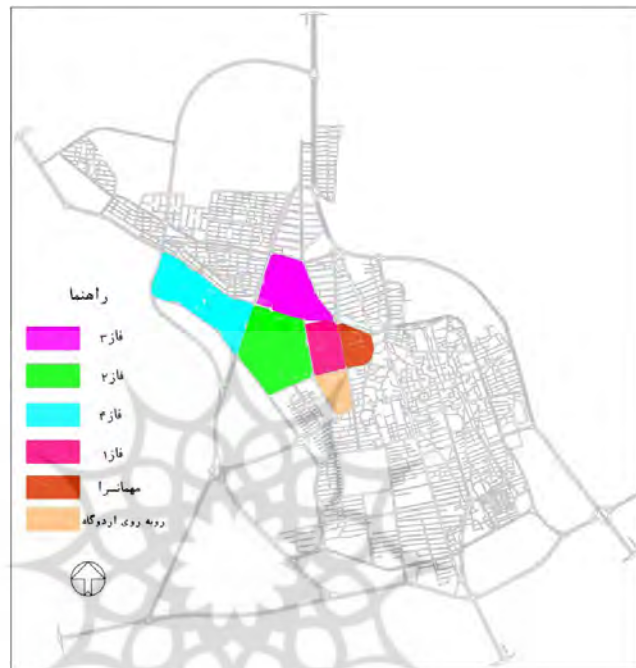 راهنما
فاز۳
فاز۲
فاز۴
فاز۱
مهمانسرا
روبه روی اردوگاه